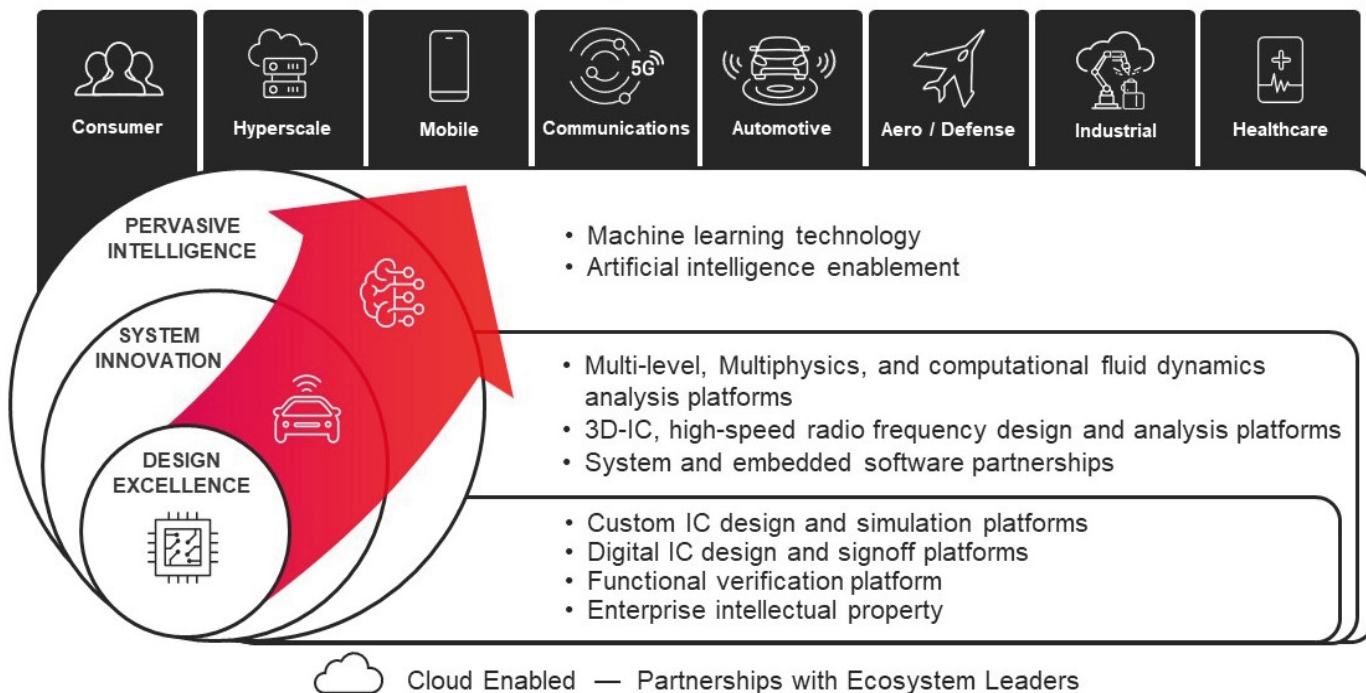 Consumer
Hyperscale
Mobile
5G
Communications
Automotive
Aero / Defense
Industrial
Healthcare
PERVASIVE
INTELLIGENCE
• Machine learning technology
• Artificial intelligence enablement
SYSTEM
INNOVATION
• Multi-level, Multiphysics, and computational fluid dynamics
analysis platforms
• 3D-IC, high-speed radio frequency design and analysis platforms
• System and embedded software partnerships
DESIGN
EXCELLENCE
• Custom IC design and simulation platforms
• Digital IC design and signoff platforms
• Functional verification platform
• Enterprise intellectual property
Cloud Enabled — Partnerships with Ecosystem Leaders